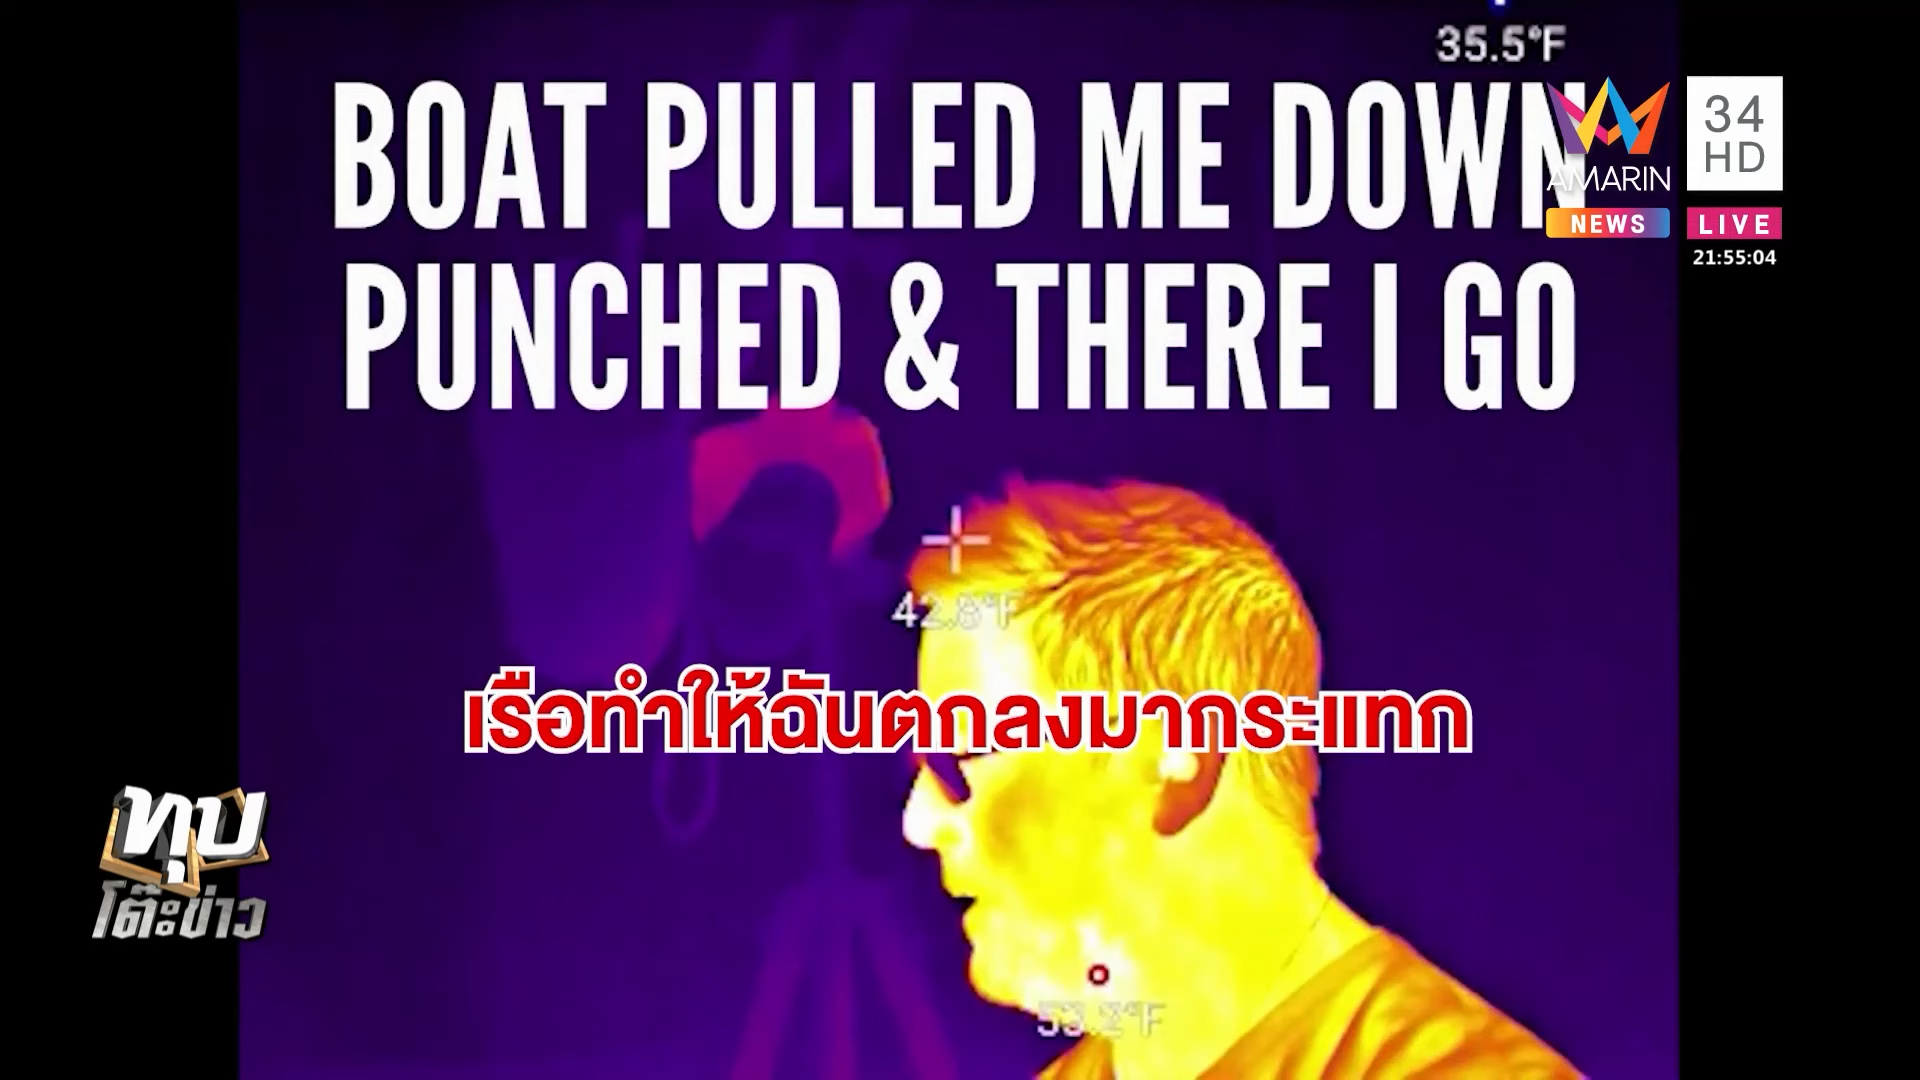 35.5°F
BOAT PULLED ME DOWN
PUNCHED & THERE I GO
AMARIN
NEWS
34
HD
LIVE
21:55:04
42.8°F
เรือทำให้ฉันตกลงมากระแทก
ทุบ
โต๊ะข่าว
53.2°F